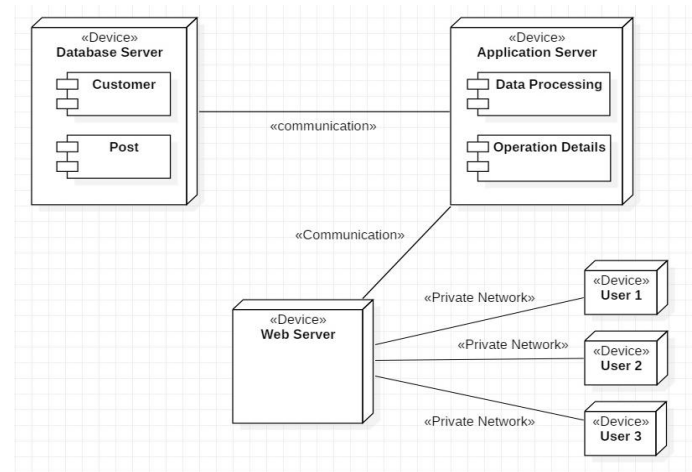 «Device»
Database Server
Customer
Post
«communication»
«Device»
Application Server
Data Processing
Operation Details
«Communication»
«Device»
Web Server
«Private Network»
«Device»
User 1
«Private Network»
«Device»
User 2
«Private Network»
«Device»
User 3